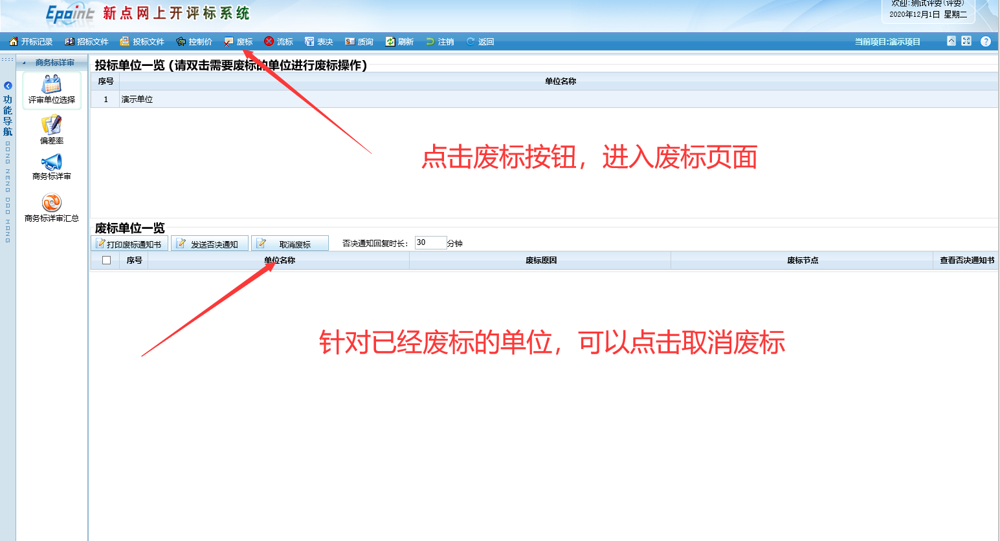 欢迎:测试评委(评委)
Epoint 新点网上开评标系统
2020年12月1日 星期二
开标记录 招标文件 投标文件 控制价 废标 流标 表决 质询 刷新 注销 返回 当前项目:演示项目
商务标详审
投标单位一览 (请双击需要废标的单位进行废标操作)
序号 单位名称
1 演示单位
评审单位选择
偏差率
商务标详审
商务标详审汇总
功能导航
GONG NENG DAO HANG
点击废标按钮，进入废标页面
废标单位一览
打印废标通知书 发送否决通知 取消废标 否决通知回复时长： 30 分钟
序号 单位名称 废标原因 废标节点 查看否决通知书
针对已经废标的单位，可以点击取消废标